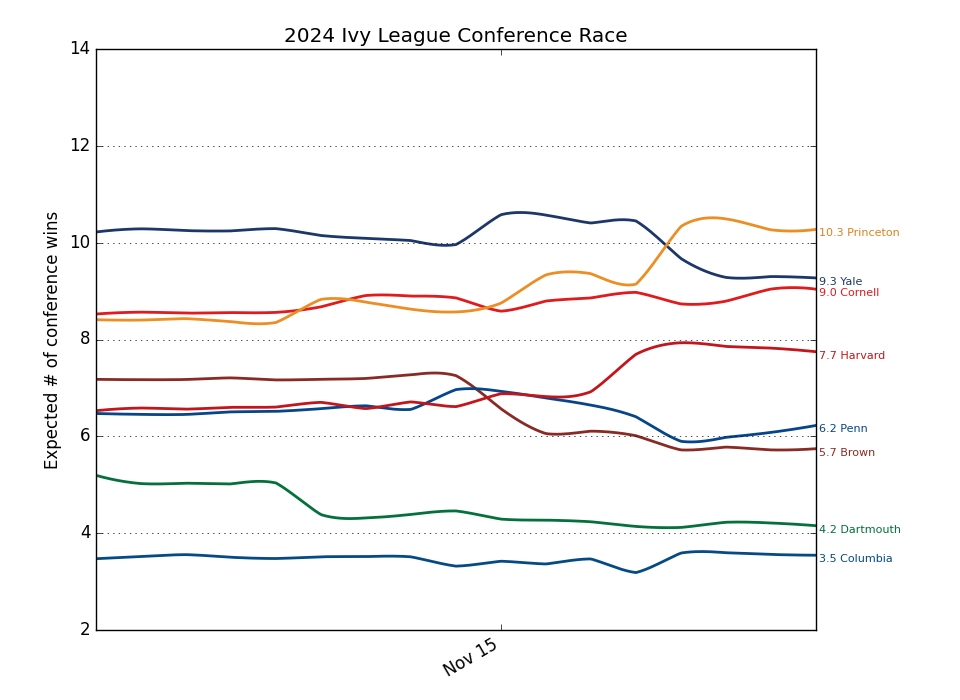 2024 Ivy League Conference Race
Expected # of conference wins
14
12
10
8
6
4
2
Nov 15
10.3 Princeton
9.3 Yale
9.0 Cornell
7.7 Harvard
6.2 Penn
5.7 Brown
4.2 Dartmouth
3.5 Columbia